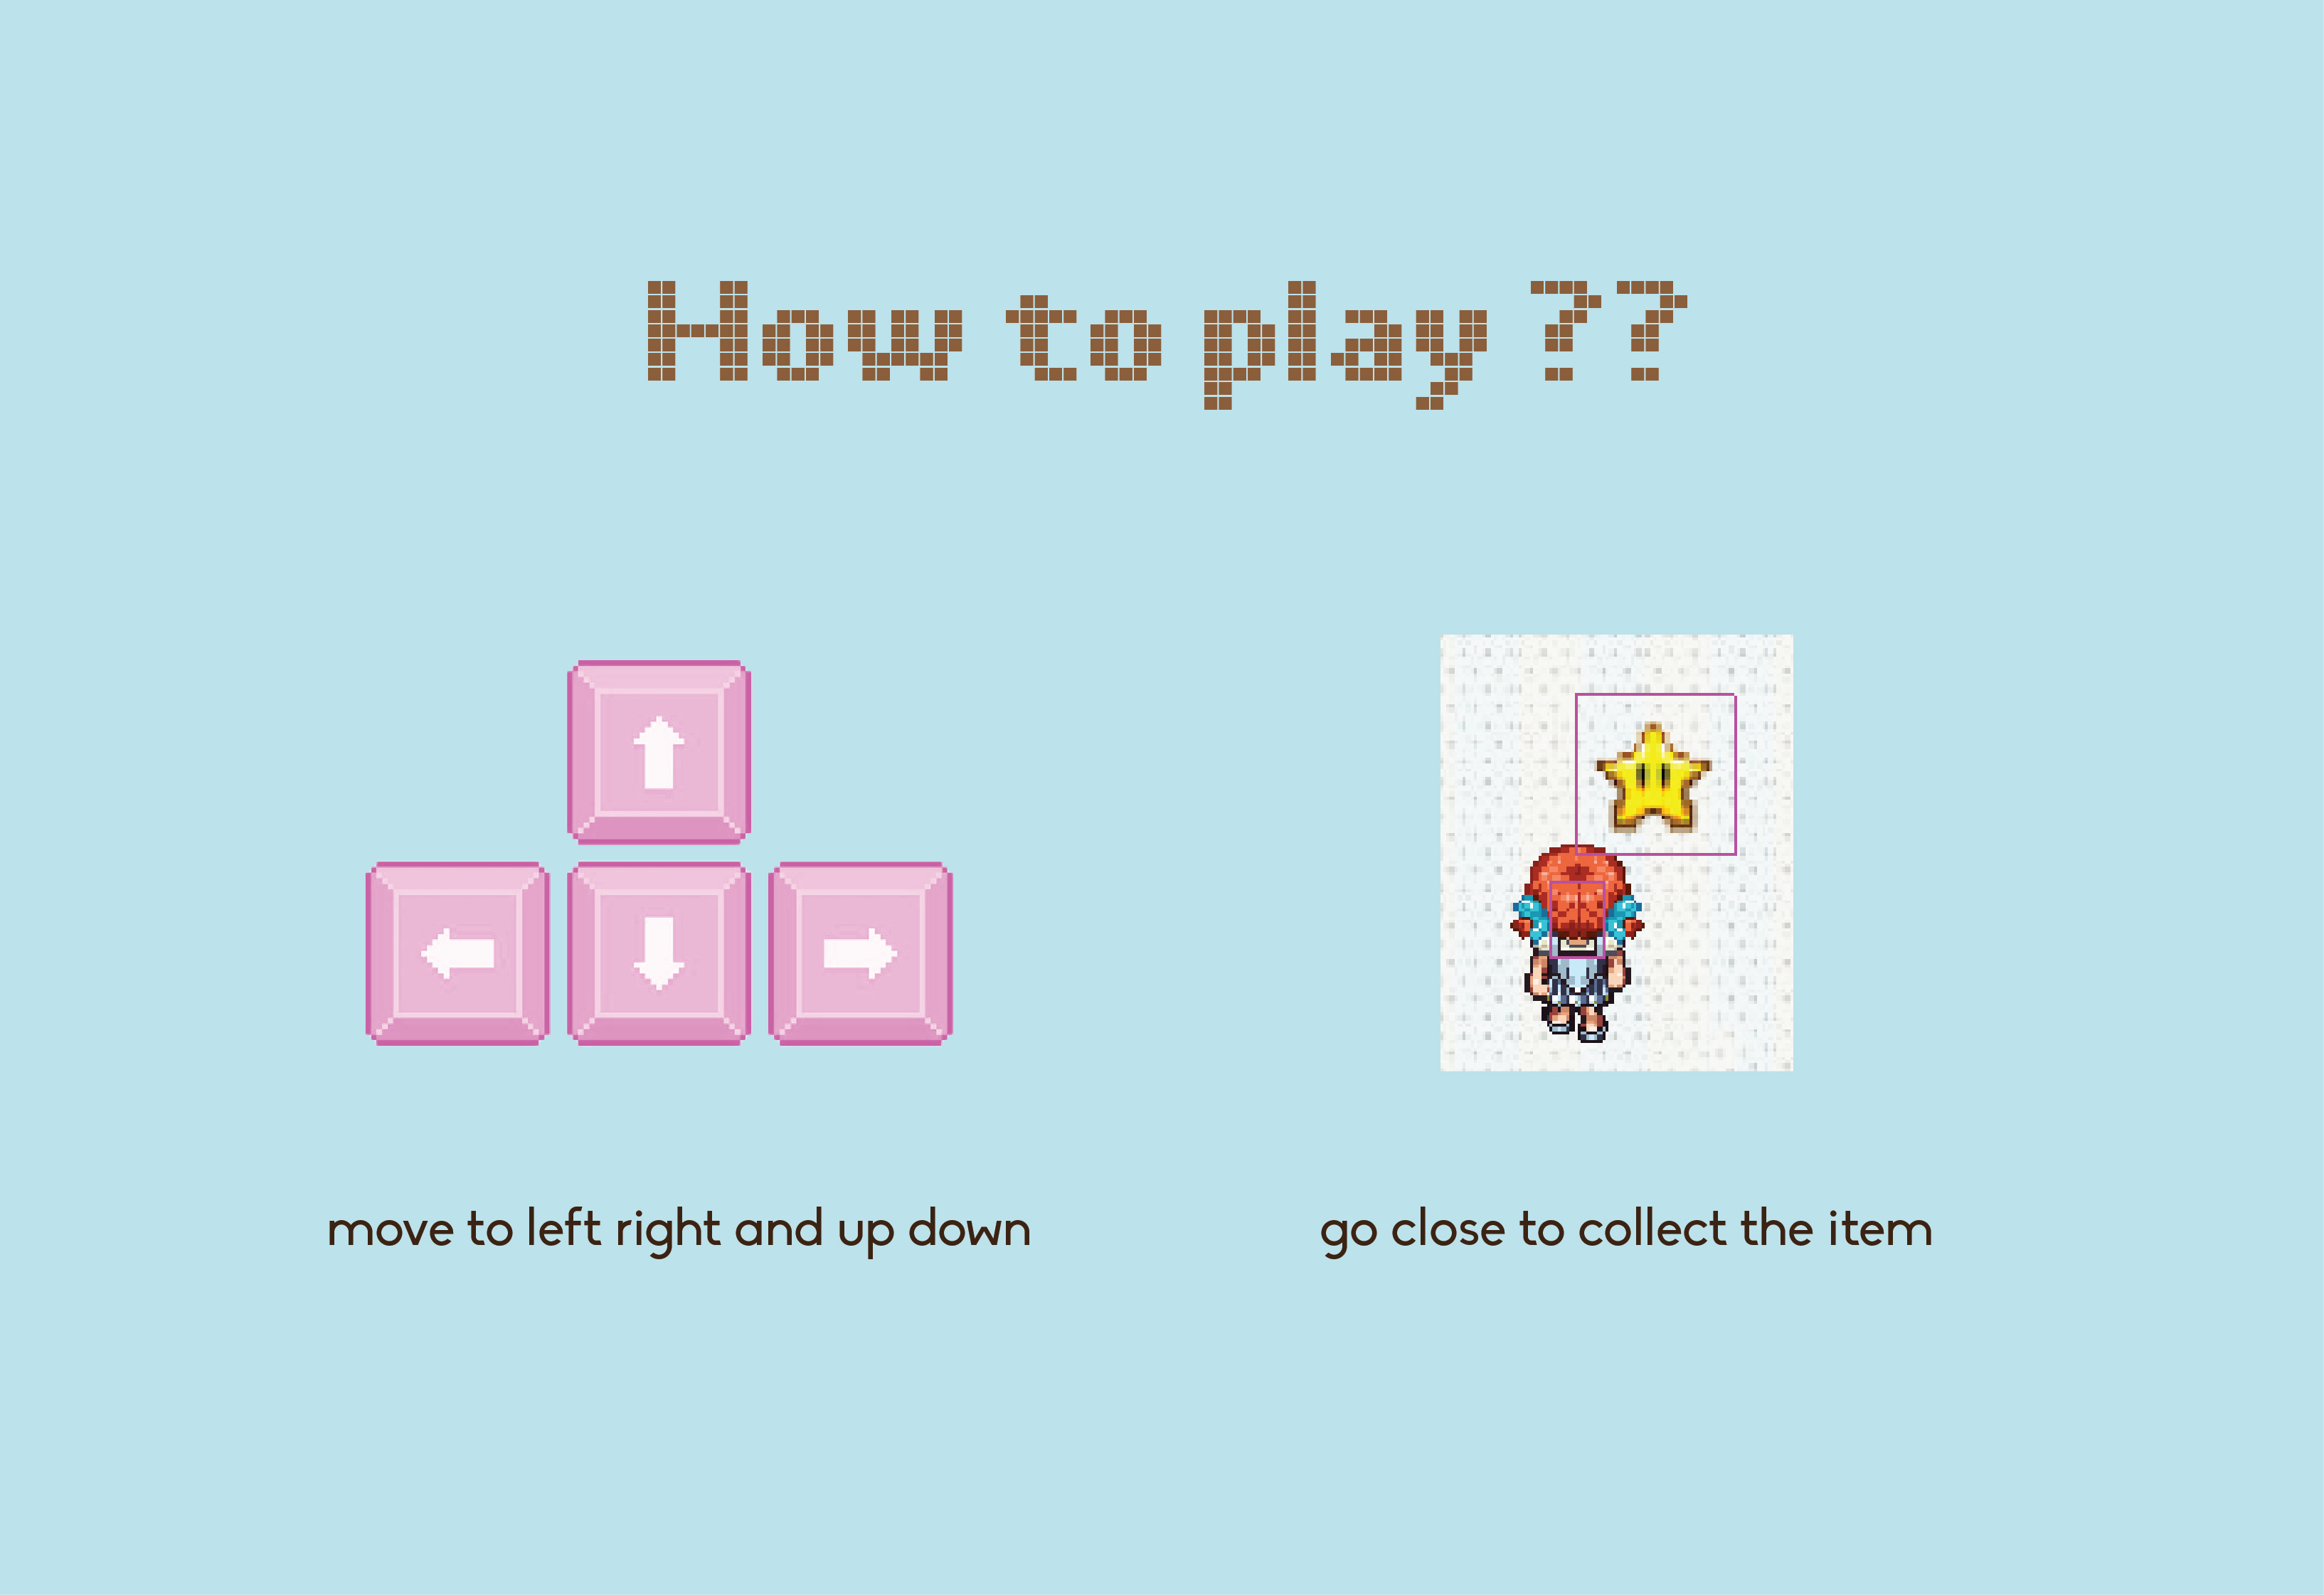 How to play ??
move to left right and up down
go close to collect the item